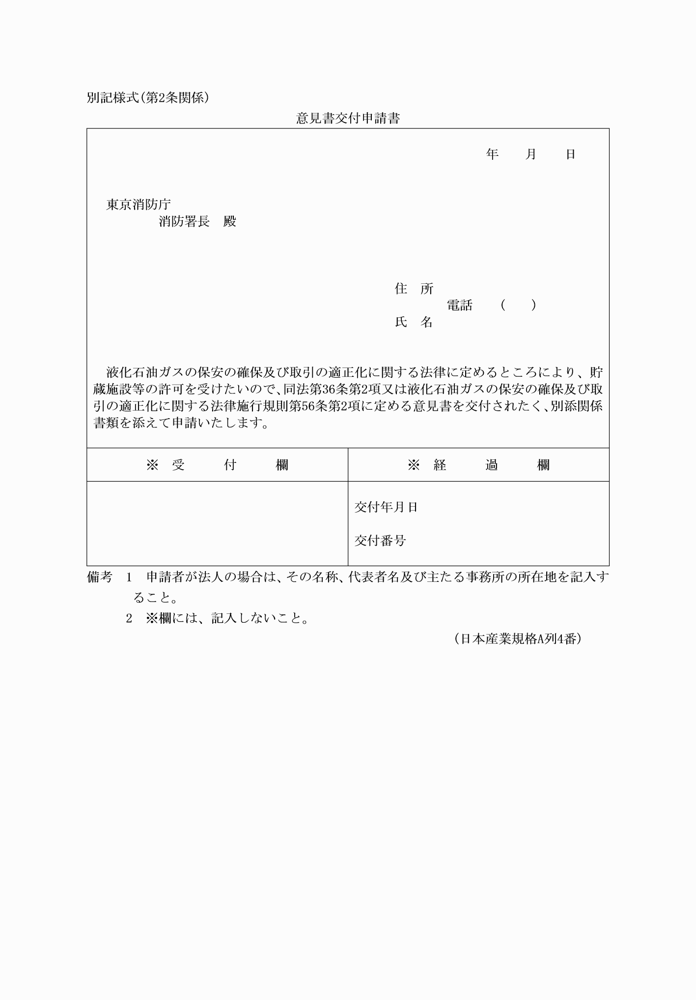 別記様式（第2条関係）
意見書交付申請書
年　　月　　日
東京消防庁
消防署長　殿
住　所
電話　　（　　）
氏　名
　液化石油ガスの保安の確保及び取引の適正化に関する法律に定めるところにより、貯
蔵施設等の許可を受けたいので、同法第36条第2項又は液化石油ガスの保安の確保及び取
引の適正化に関する法律施行規則第56条第2項に定める意見書を交付されたく、別添関係
書類を添えて申請いたします。
※　受　　　付　　　欄
※　経　　　過　　　欄
交付年月日
交付番号
備考　1　申請者が法人の場合は、その名称、代表者名及び主たる事務所の所在地を記入す
ること。
2　※欄には、記入しないこと。
（日本産業規格A列4番）